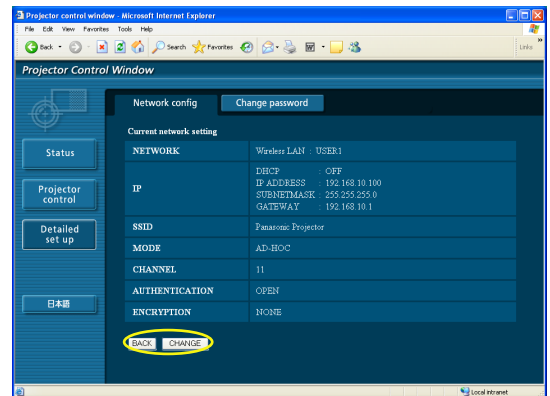 Projector control window - Microsoft Internet Explorer
File Edit View Favorites Tools Help
Back Search Favorites Links »
Projector Control Window
Network config Change password
Current network setting
Status
Projector control
Detailed set up
日本語
NETWORK Wireless LAN : USER1
IP
DHCP : OFF
IP ADDRESS : 192.168.10.100
SUBNETMASK : 255.255.255.0
GATEWAY : 192.168.10.1
SSID Panasonic Projector
MODE AD-HOC
CHANNEL 11
AUTHENTICATION OPEN
ENCRYPTION NONE
BACK CHANGE
Local intranet